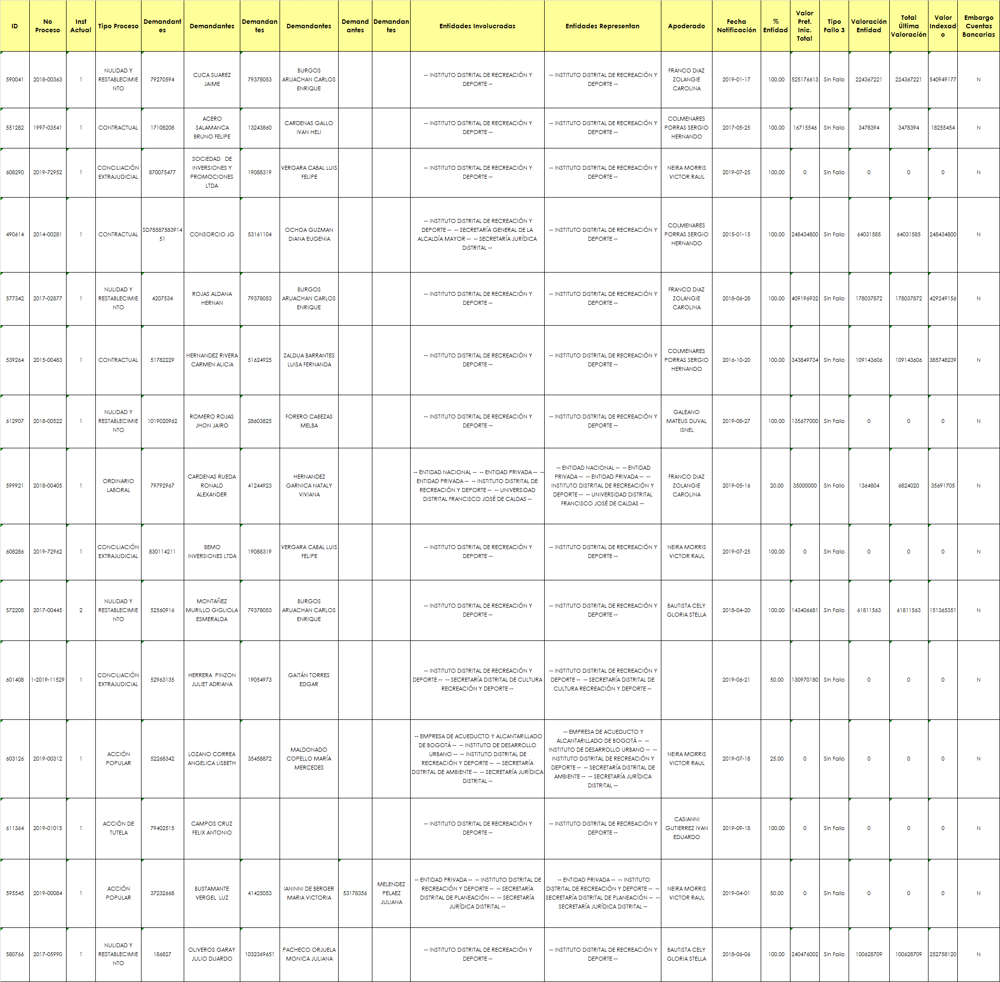 ID
No
Proceso
Inst
Actual
Tipo Proceso
Demandant
es
Demandantes
Demandan
tes
Demandantes
Demand
antes
Demandan
tes
Entidades Involucradas
Entidades Representan
Apoderado
Fecha
Notificación
%
Entidad
Valor
Pret.
Inic.
Total
Tipo
Fallo 3
Valoración
Entidad
Total
Última
Valoración
Valor
Indexad
o
Embargo
Cuentas
Bancarias
590041
2018-00363
1
NULIDAD Y
RESTABLECIMIE
NTO
79270594
CUCA SUAREZ
JAIME
79378053
BURGOS
ARUACHAN CARLOS
ENRIQUE
-- INSTITUTO DISTRITAL DE RECREACIÓN Y
DEPORTE --
-- INSTITUTO DISTRITAL DE RECREACIÓN Y
DEPORTE --
FRANCO DIAZ
ZOLANGIE
CAROLINA
2019-01-17
100.00
525176613
Sin Fallo
224367221
224367221
540949177
N
551282
1997-03541
1
CONTRACTUAL
17108208
ACERO
SALAMANCA
BRUNO FELIPE
13243860
CARDENAS GALLO
IVAN HELI
-- INSTITUTO DISTRITAL DE RECREACIÓN Y
DEPORTE --
-- INSTITUTO DISTRITAL DE RECREACIÓN Y
DEPORTE --
COLMENARES
PORRAS SERGIO
HERNANDO
2017-05-25
100.00
16715546
Sin Fallo
3478394
3478394
18255454
N
608290
2019-72952
1
CONCILIACIÓN
EXTRAJUDICIAL
870075477
SOCIEDAD DE
INVERSIONES Y
PROMOCIONES
LTDA
19088319
VERGARA CABAL LUIS
FELIPE
-- INSTITUTO DISTRITAL DE RECREACIÓN Y
DEPORTE --
-- INSTITUTO DISTRITAL DE RECREACIÓN Y
DEPORTE --
NEIRA MORRIS
VICTOR RAUL
2019-07-25
100.00
0
Sin Fallo
0
0
0
N
490614
2014-00281
1
CONTRACTUAL
SD78587583914
51
CONSORCIO JG
53161104
OCHOA GUZMAN
DIANA EUGENIA
-- INSTITUTO DISTRITAL DE RECREACIÓN Y
DEPORTE -- -- SECRETARÍA GENERAL DE LA
ALCALDÍA MAYOR -- -- SECRETARÍA JURÍDICA
DISTRITAL --
-- INSTITUTO DISTRITAL DE RECREACIÓN Y
DEPORTE --
COLMENARES
PORRAS SERGIO
HERNANDO
2015-01-15
100.00
248434800
Sin Fallo
64031585
64031585
248434800
N
577342
2017-02877
1
NULIDAD Y
RESTABLECIMIE
NTO
4207534
ROJAS ALDANA
HERNAN
79378053
BURGOS
ARUACHAN CARLOS
ENRIQUE
-- INSTITUTO DISTRITAL DE RECREACIÓN Y
DEPORTE --
-- INSTITUTO DISTRITAL DE RECREACIÓN Y
DEPORTE --
FRANCO DIAZ
ZOLANGIE
CAROLINA
2018-06-28
100.00
409196932
Sin Fallo
178037872
178037872
429249156
N
539264
2015-00483
1
CONTRACTUAL
51782229
HERNANDEZ RIVERA
CARMEN ALICIA
51624925
ZALDUA BARRANTES
LUISA FERNANDA
-- INSTITUTO DISTRITAL DE RECREACIÓN Y
DEPORTE --
-- INSTITUTO DISTRITAL DE RECREACIÓN Y
DEPORTE --
COLMENARES
PORRAS SERGIO
HERNANDO
2016-10-20
100.00
343849734
Sin Fallo
109143606
109143606
385748239
N
612907
2018-00522
1
NULIDAD Y
RESTABLECIMIE
NTO
1019020962
ROMERO ROJAS
JHON JAIRO
28603825
FORERO CABEZAS
MELBA
-- INSTITUTO DISTRITAL DE RECREACIÓN Y
DEPORTE --
-- INSTITUTO DISTRITAL DE RECREACIÓN Y
DEPORTE --
GALEANO
MATEUS DUVAL
ISNEL
2019-08-27
100.00
135677000
Sin Fallo
0
0
0
N
599921
2018-00405
1
ORDINARIO
LABORAL
79792967
CARDENAS RUEDA
RONALD
ALEXANDER
41244923
HERNANDEZ
GARNICA NATALY
VIVIANA
-- ENTIDAD NACIONAL -- -- ENTIDAD PRIVADA -- --
ENTIDAD PRIVADA -- -- INSTITUTO DISTRITAL DE
RECREACIÓN Y DEPORTE -- -- UNIVERSIDAD
DISTRITAL FRANCISCO JOSÉ DE CALDAS --
-- ENTIDAD NACIONAL -- -- ENTIDAD
PRIVADA -- -- ENTIDAD PRIVADA -- --
INSTITUTO DISTRITAL DE RECREACIÓN Y
DEPORTE -- -- UNIVERSIDAD DISTRITAL
FRANCISCO JOSÉ DE CALDAS --
FRANCO DIAZ
ZOLANGIE
CAROLINA
2019-05-16
20.00
35000000
Sin Fallo
1364804
6824020
35691705
N
608286
2019-72962
1
CONCILIACIÓN
EXTRAJUDICIAL
830114211
BEMO
INVERSIONES LTDA
19088319
VERGARA CABAL LUIS
FELIPE
-- INSTITUTO DISTRITAL DE RECREACIÓN Y
DEPORTE --
-- INSTITUTO DISTRITAL DE RECREACIÓN Y
DEPORTE --
NEIRA MORRIS
VICTOR RAUL
2019-07-25
100.00
0
Sin Fallo
0
0
0
N
572208
2017-00445
2
NULIDAD Y
RESTABLECIMIE
NTO
52560916
MONTAÑEZ
MURILLO GIGLIOLA
ESMERALDA
79378053
BURGOS
ARUACHAN CARLOS
ENRIQUE
-- INSTITUTO DISTRITAL DE RECREACIÓN Y
DEPORTE --
-- INSTITUTO DISTRITAL DE RECREACIÓN Y
DEPORTE --
BAUTISTA CELY
GLORIA STELLA
2018-04-20
100.00
143406681
Sin Fallo
61811563
61811563
151365351
N
601408
1-2019-11529
1
CONCILIACIÓN
EXTRAJUDICIAL
52963135
HERRERA PINZON
JULIET ADRIANA
19054973
GAITÁN TORRES
EDGAR
-- INSTITUTO DISTRITAL DE RECREACIÓN Y
DEPORTE -- -- SECRETARÍA DISTRITAL DE CULTURA
RECREACIÓN Y DEPORTE --
-- INSTITUTO DISTRITAL DE RECREACIÓN Y
DEPORTE -- -- SECRETARÍA DISTRITAL DE
CULTURA RECREACIÓN Y DEPORTE --
2019-06-21
50.00
130970180
Sin Fallo
0
0
0
N
603126
2019-00312
1
ACCIÓN
POPULAR
52268342
LOZANO CORREA
ANGELICA LISBETH
35458872
MALDONADO
COPELLO MARÍA
MERCEDES
-- EMPRESA DE ACUEDUCTO Y ALCANTARILLADO
DE BOGOTÁ -- -- INSTITUTO DE DESARROLLO
URBANO -- -- INSTITUTO DISTRITAL DE
RECREACIÓN Y DEPORTE -- -- SECRETARÍA
DISTRITAL DE AMBIENTE -- -- SECRETARÍA JURÍDICA
DISTRITAL --
-- EMPRESA DE ACUEDUCTO Y
ALCANTARILLADO DE BOGOTÁ -- --
INSTITUTO DE DESARROLLO URBANO -- --
INSTITUTO DISTRITAL DE RECREACIÓN Y
DEPORTE -- -- SECRETARÍA DISTRITAL DE
AMBIENTE -- -- SECRETARÍA JURÍDICA
DISTRITAL --
NEIRA MORRIS
VICTOR RAUL
2019-07-18
25.00
0
Sin Fallo
0
0
0
N
611364
2019-01015
1
ACCIÓN DE
TUTELA
79402515
CAMPOS CRUZ
FELIX ANTONIO
-- INSTITUTO DISTRITAL DE RECREACIÓN Y
DEPORTE --
-- INSTITUTO DISTRITAL DE RECREACIÓN Y
DEPORTE --
CASIANNI
GUTIERREZ IVAN
EDUARDO
2019-09-18
100.00
0
Sin Fallo
0
0
0
N
595545
2019-00084
1
ACCIÓN
POPULAR
37232668
BUSTAMANTE
VERGEL LUZ
41425053
IANINNI DE BERGER
MARIA VICTORIA
53178356
MELENDEZ
PELAEZ
JULIANA
-- ENTIDAD PRIVADA -- -- INSTITUTO DISTRITAL DE
RECREACIÓN Y DEPORTE -- -- SECRETARÍA
DISTRITAL DE PLANEACIÓN -- -- SECRETARÍA
JURÍDICA DISTRITAL --
-- ENTIDAD PRIVADA -- -- INSTITUTO
DISTRITAL DE RECREACIÓN Y DEPORTE -- --
SECRETARÍA DISTRITAL DE PLANEACIÓN -- --
SECRETARÍA JURÍDICA DISTRITAL --
NEIRA MORRIS
VICTOR RAUL
2019-04-01
50.00
0
Sin Fallo
0
0
0
N
580766
2017-05990
1
NULIDAD Y
RESTABLECIMIE
NTO
186827
OLIVEROS GARAY
JULIO DUARDO
1032369651
PACHECO ORJUELA
MONICA JULIANA
-- INSTITUTO DISTRITAL DE RECREACIÓN Y
DEPORTE --
-- INSTITUTO DISTRITAL DE RECREACIÓN Y
DEPORTE --
BAUTISTA CELY
GLORIA STELLA
2018-06-06
100.00
240476002
Sin Fallo
100628709
100628709
252758120
N